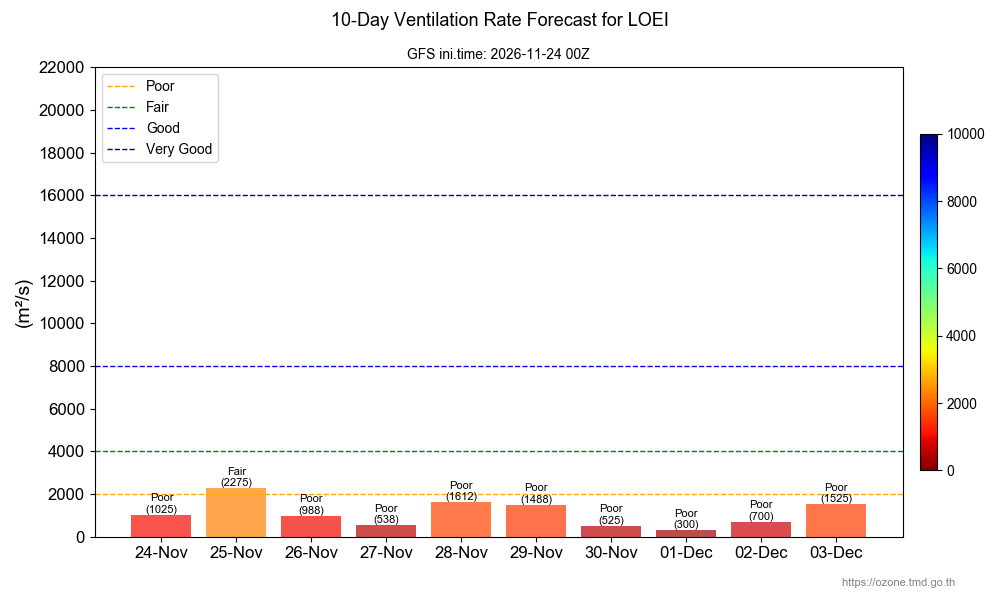 10-Day Ventilation Rate Forecast for LOEI
GFS ini.time: 2026-11-24 00Z
(m²/s)
22000
20000
18000
16000
14000
12000
10000
8000
6000
4000
2000
0
Poor
Fair
Good
Very Good
Poor
(1025)
Fair
(2275)
Poor
(988)
Poor
(538)
Poor
(1612)
Poor
(1488)
Poor
(525)
Poor
(300)
Poor
(700)
Poor
(1525)
24-Nov
25-Nov
26-Nov
27-Nov
28-Nov
29-Nov
30-Nov
01-Dec
02-Dec
03-Dec
10000
8000
6000
4000
2000
0
https://ozone.tmd.go.th